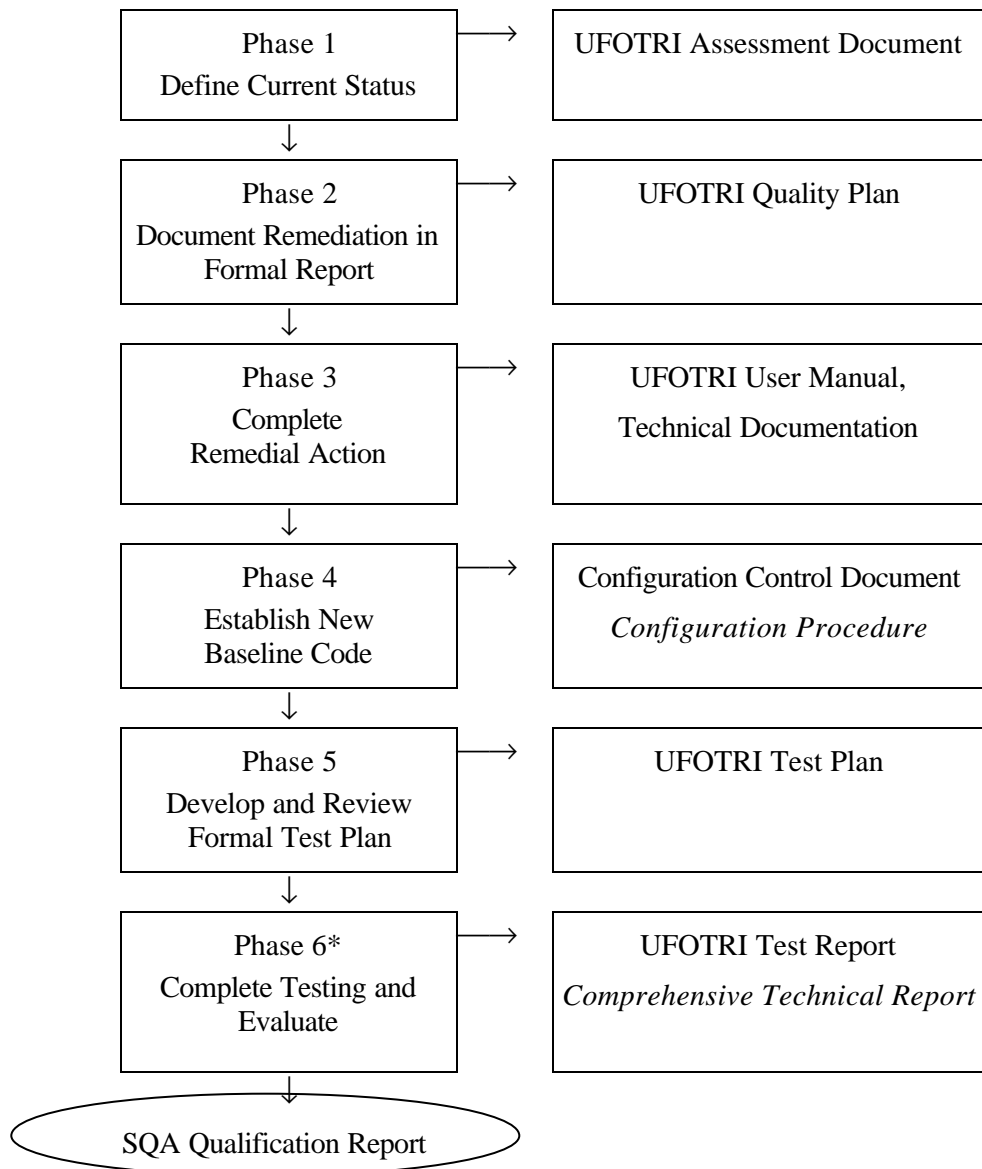 Phase 1
Define Current Status
UFOTRI Assessment Document
Phase 2
Document Remediation in
Formal Report
UFOTRI Quality Plan
Phase 3
Complete
Remedial Action
UFOTRI User Manual,
Technical Documentation
Phase 4
Establish New
Baseline Code
Configuration Control Document
Configuration Procedure
Phase 5
Develop and Review
Formal Test Plan
UFOTRI Test Plan
Phase 6*
Complete Testing and
Evaluate
UFOTRI Test Report
Comprehensive Technical Report
SQA Qualification Report